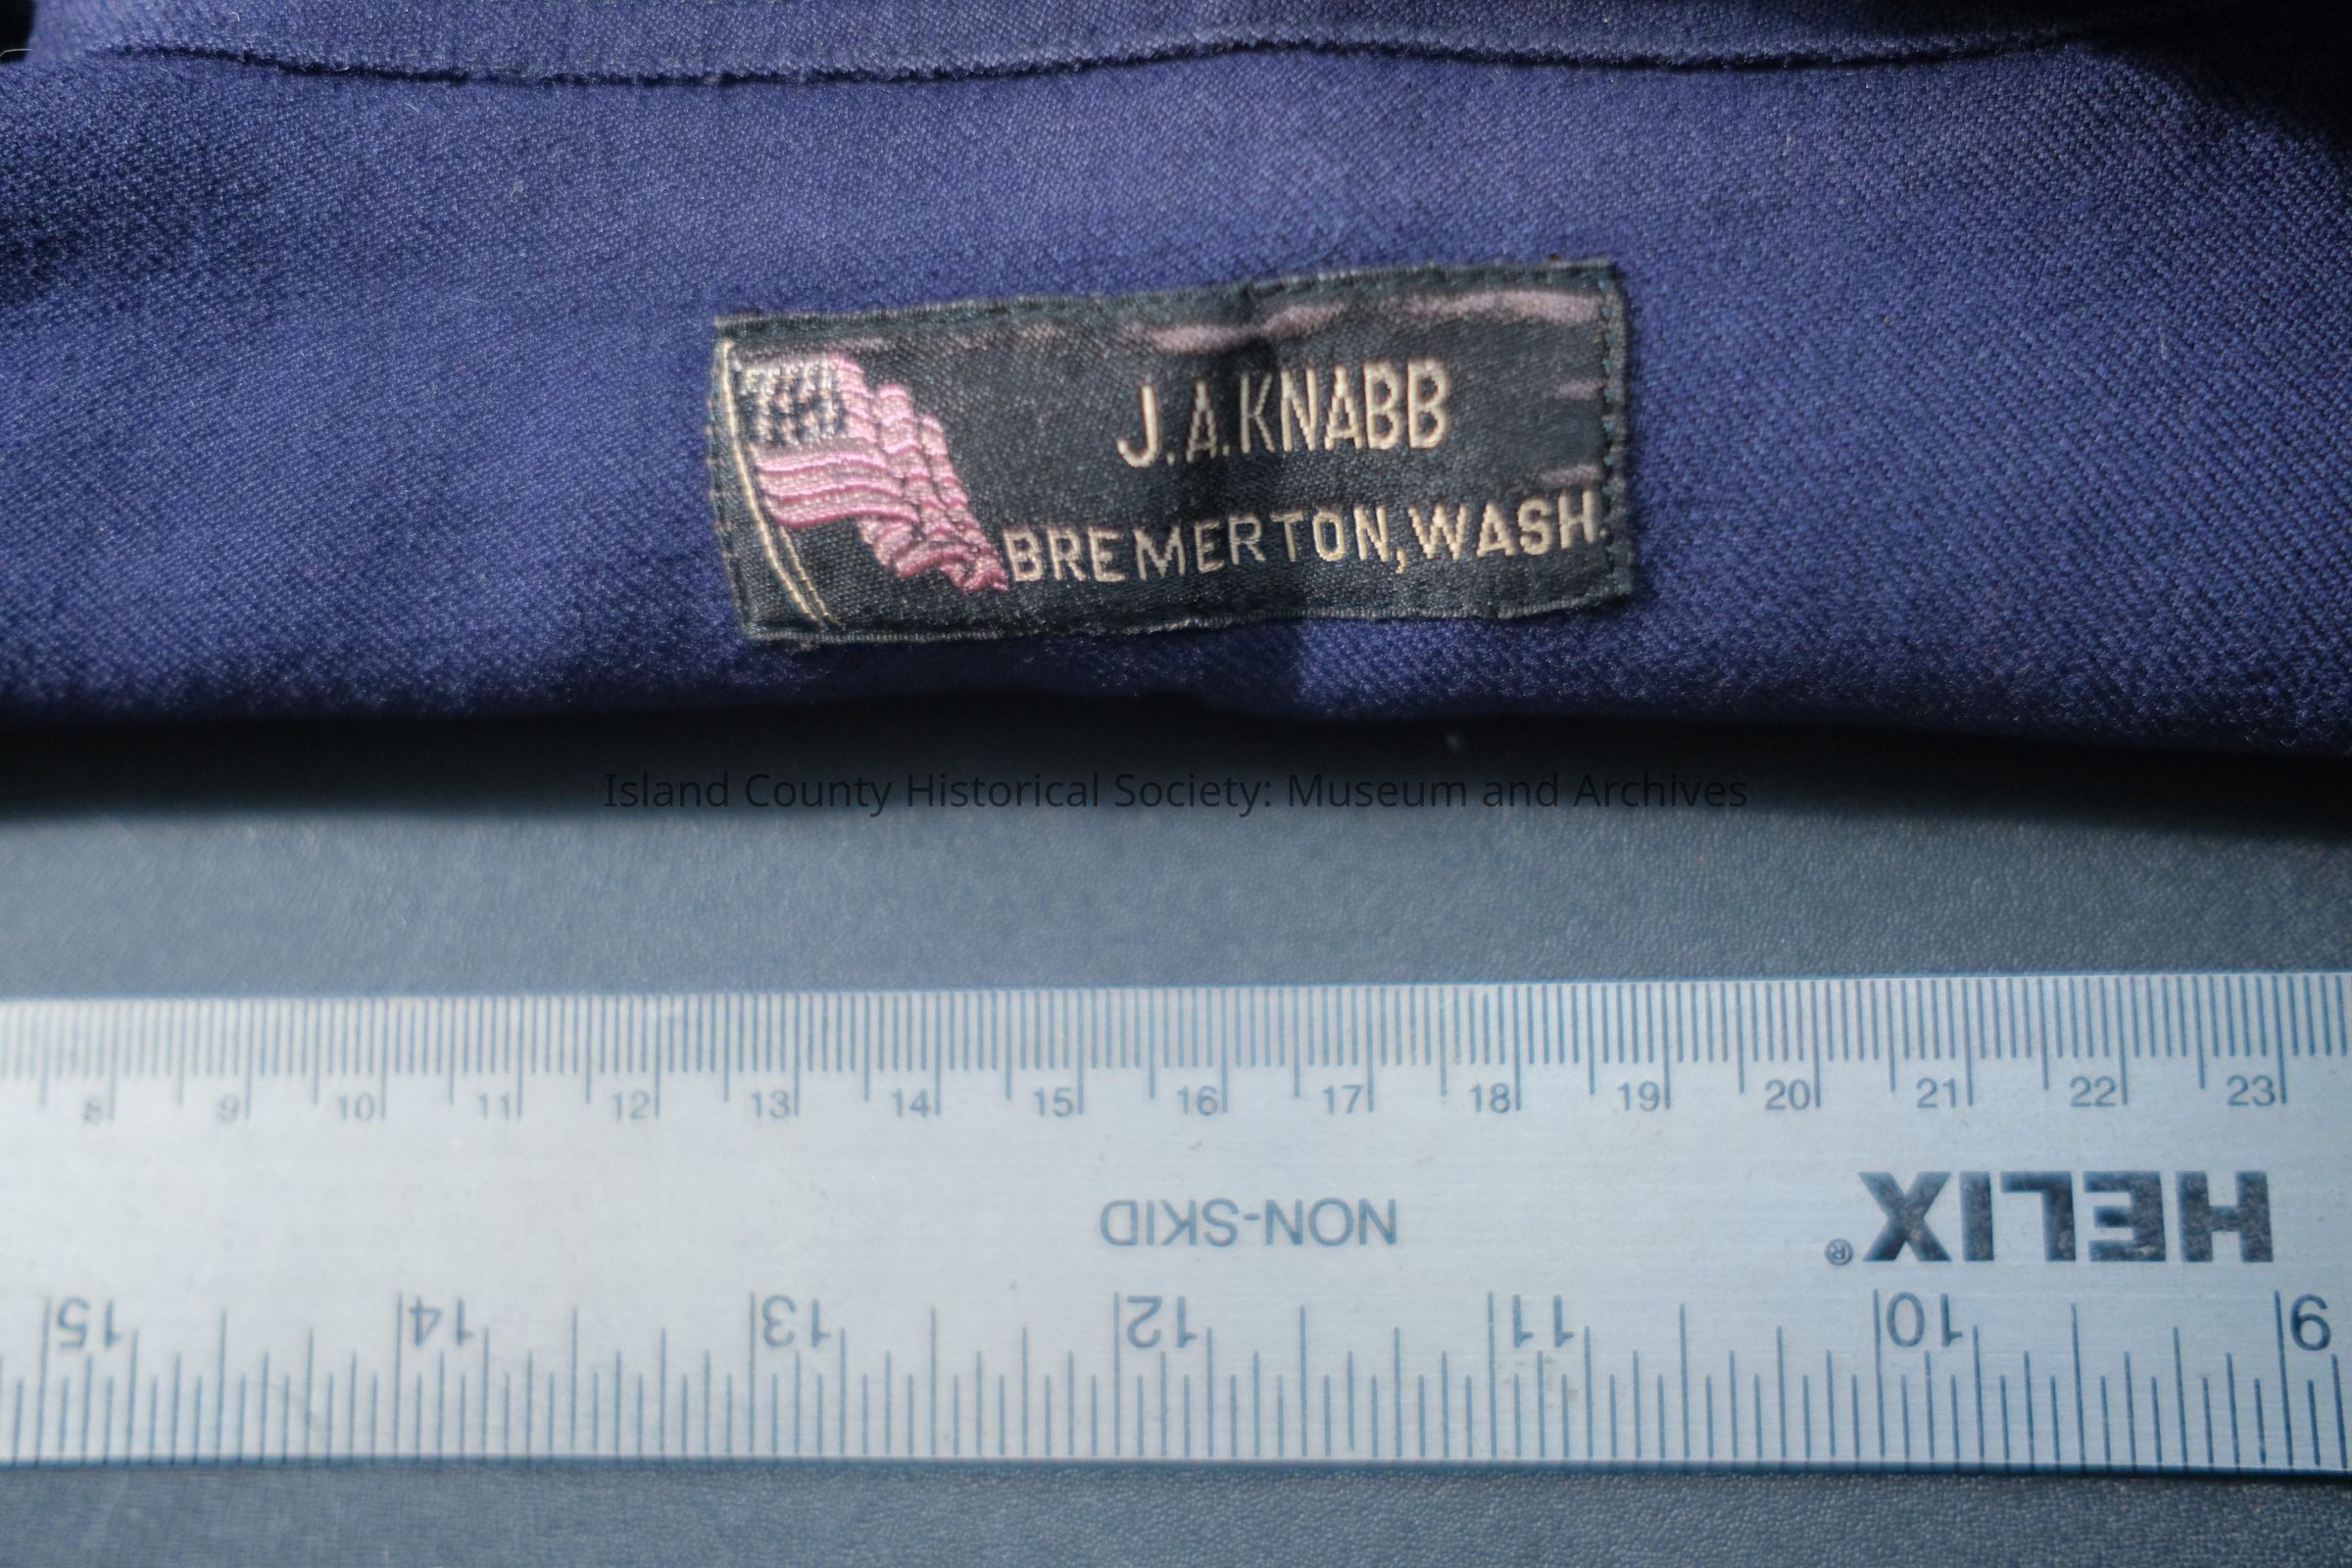 J.A.KNABB
BREMERTON,WASH.
Island County Historical Society: Museum and Archives
8 9 10 11 12 13 14 15 16 17 18 19 20 21 22 23
HELIX®
NON-SKID
9 10 11 12 13 14 15